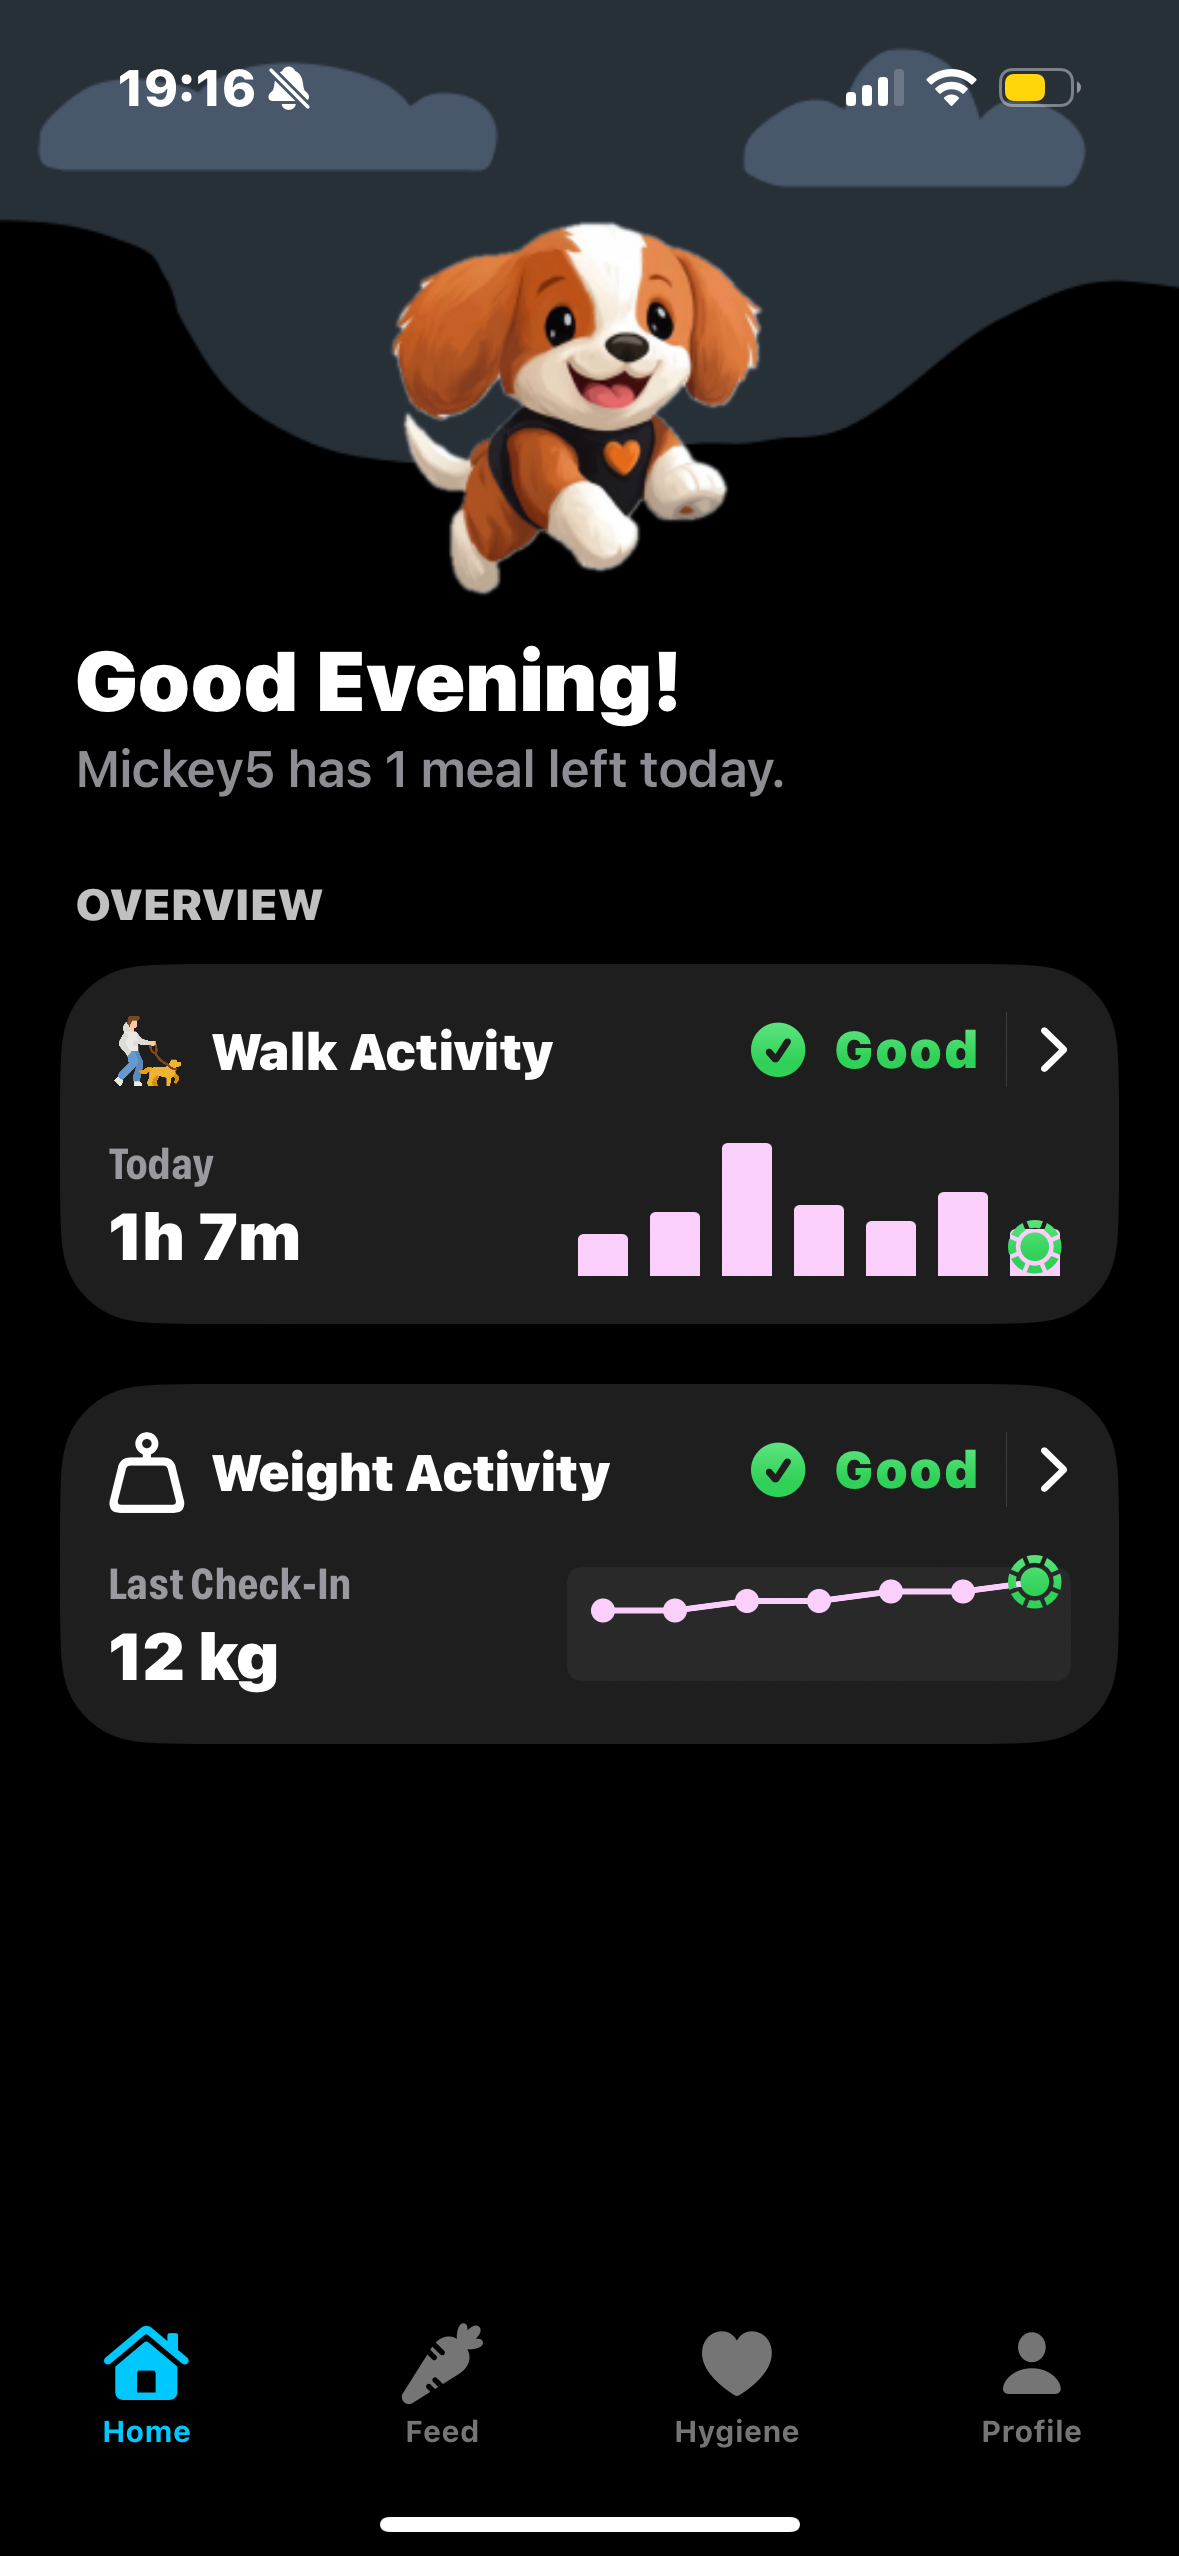 19:16
Good Evening!
Mickey5 has 1 meal left today.
OVERVIEW
Walk Activity
Good
Today
1h 7m
Weight Activity
Good
Last Check-In
12 kg
Home
Feed
Hygiene
Profile